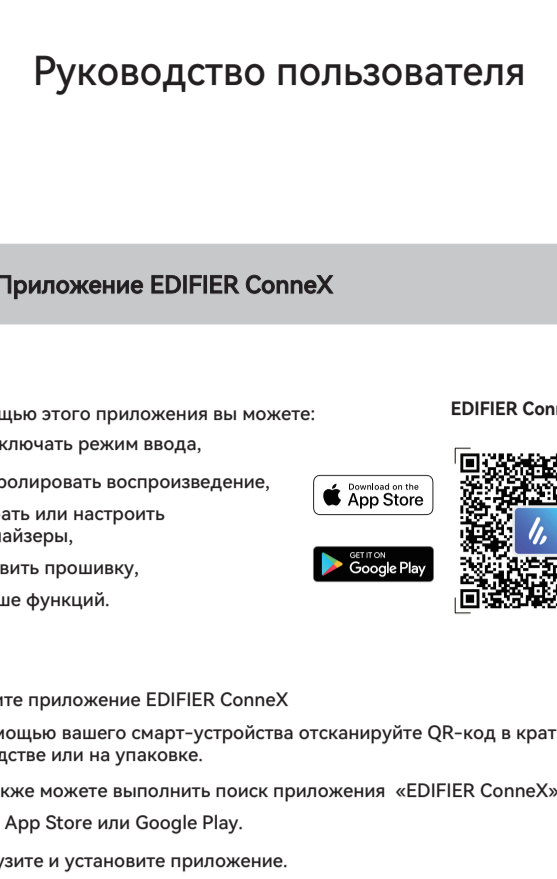 Руководство пользователя
Приложение EDIFIER ConneX
щью этого приложения вы можете:
EDIFIER Con
ключать режим ввода,
ролировать воспроизведение,
ать или настроить
айзеры,
вить прошивку,
ше функций.
Download on the
App Store
GET IT ON
Google Play
ите приложение EDIFIER ConneX
мощью вашего смарт-устройства отсканируйте QR-код в крат
дстве или на упаковке.
кже можете выполнить поиск приложения «EDIFIER ConneX»
App Store или Google Play.
узите и установите приложение.